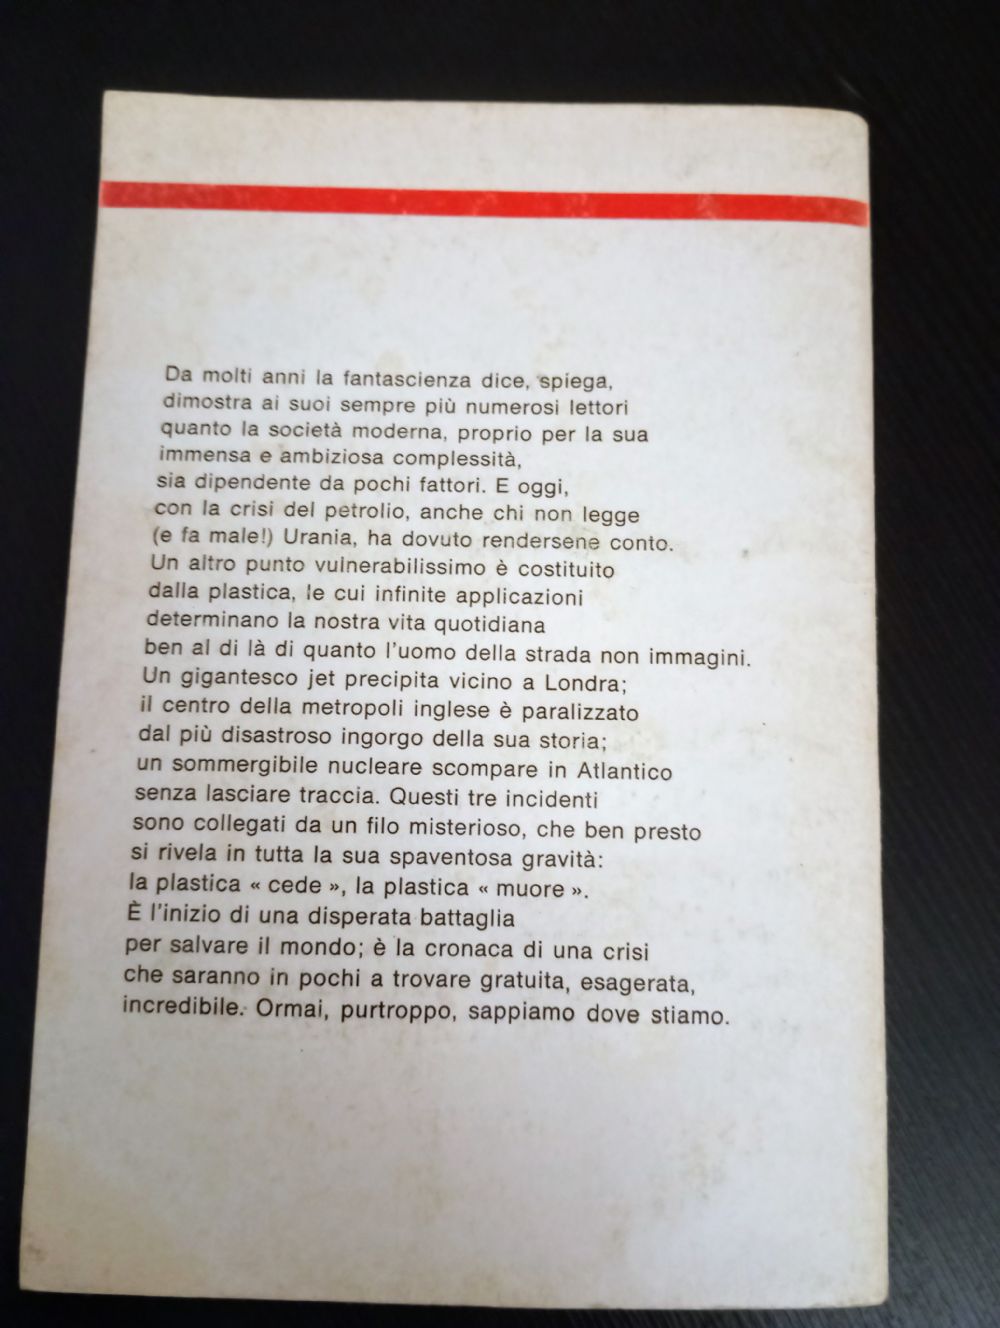 Da molti anni la fantascienza dice, spiega,
dimostra ai suoi sempre più numerosi lettori
quanto la società moderna, proprio per la sua
immensa e ambiziosa complessità,
sia dipendente da pochi fattori. E oggi,
con la crisi del petrolio, anche chi non legge
(e fa male!) Urania, ha dovuto rendersene conto.
Un altro punto vulnerabilissimo è costituito
dalla plastica, le cui infinite applicazioni
determinano la nostra vita quotidiana
ben al di là di quanto l'uomo della strada non immagini.
Un gigantesco jet precipita vicino a Londra;
il centro della metropoli inglese è paralizzato
dal più disastroso ingorgo della sua storia;
un sommergibile nucleare scompare in Atlantico
senza lasciare traccia. Questi tre incidenti
sono collegati da un filo misterioso, che ben presto
si rivela in tutta la sua spaventosa gravità:
la plastica « cede », la plastica « muore ».
È l'inizio di una disperata battaglia
per salvare il mondo; è la cronaca di una crisi
che saranno in pochi a trovare gratuita, esagerata,
incredibile. Ormai, purtroppo, sappiamo dove stiamo.